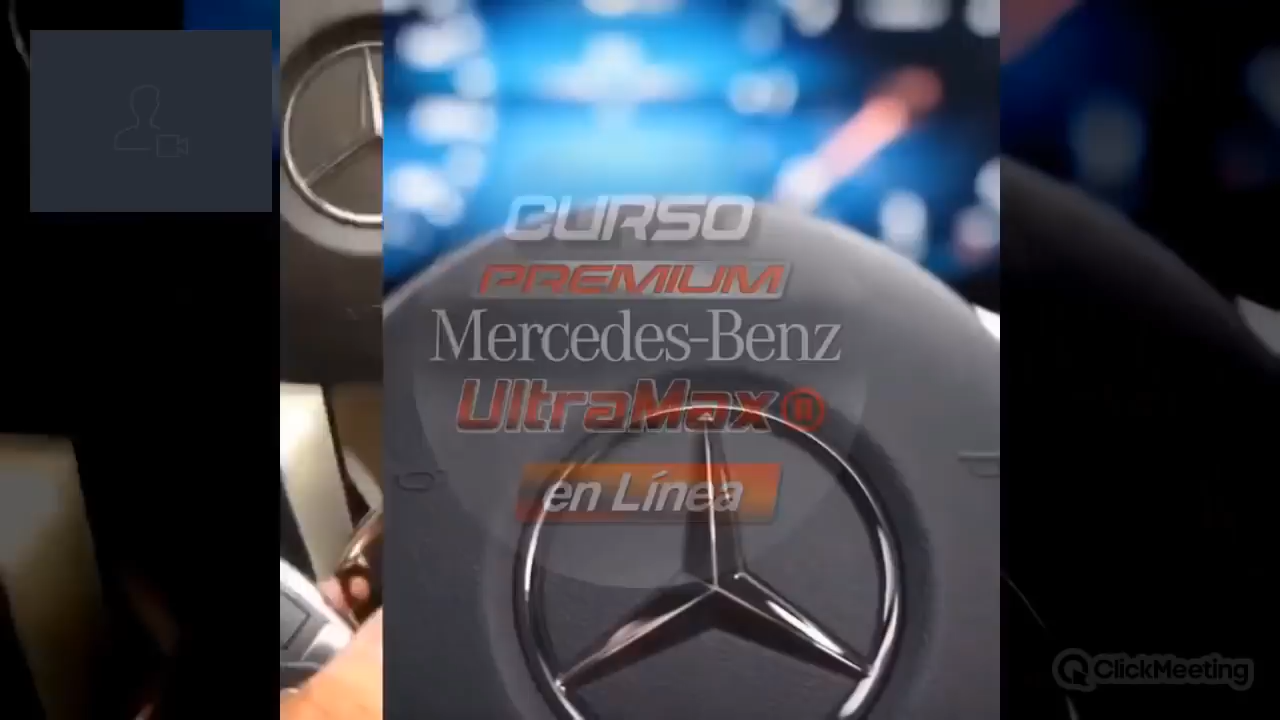 CURSO
PREMIUM
Mercedes-Benz
UltraMax®
en Línea
ClickMeeting